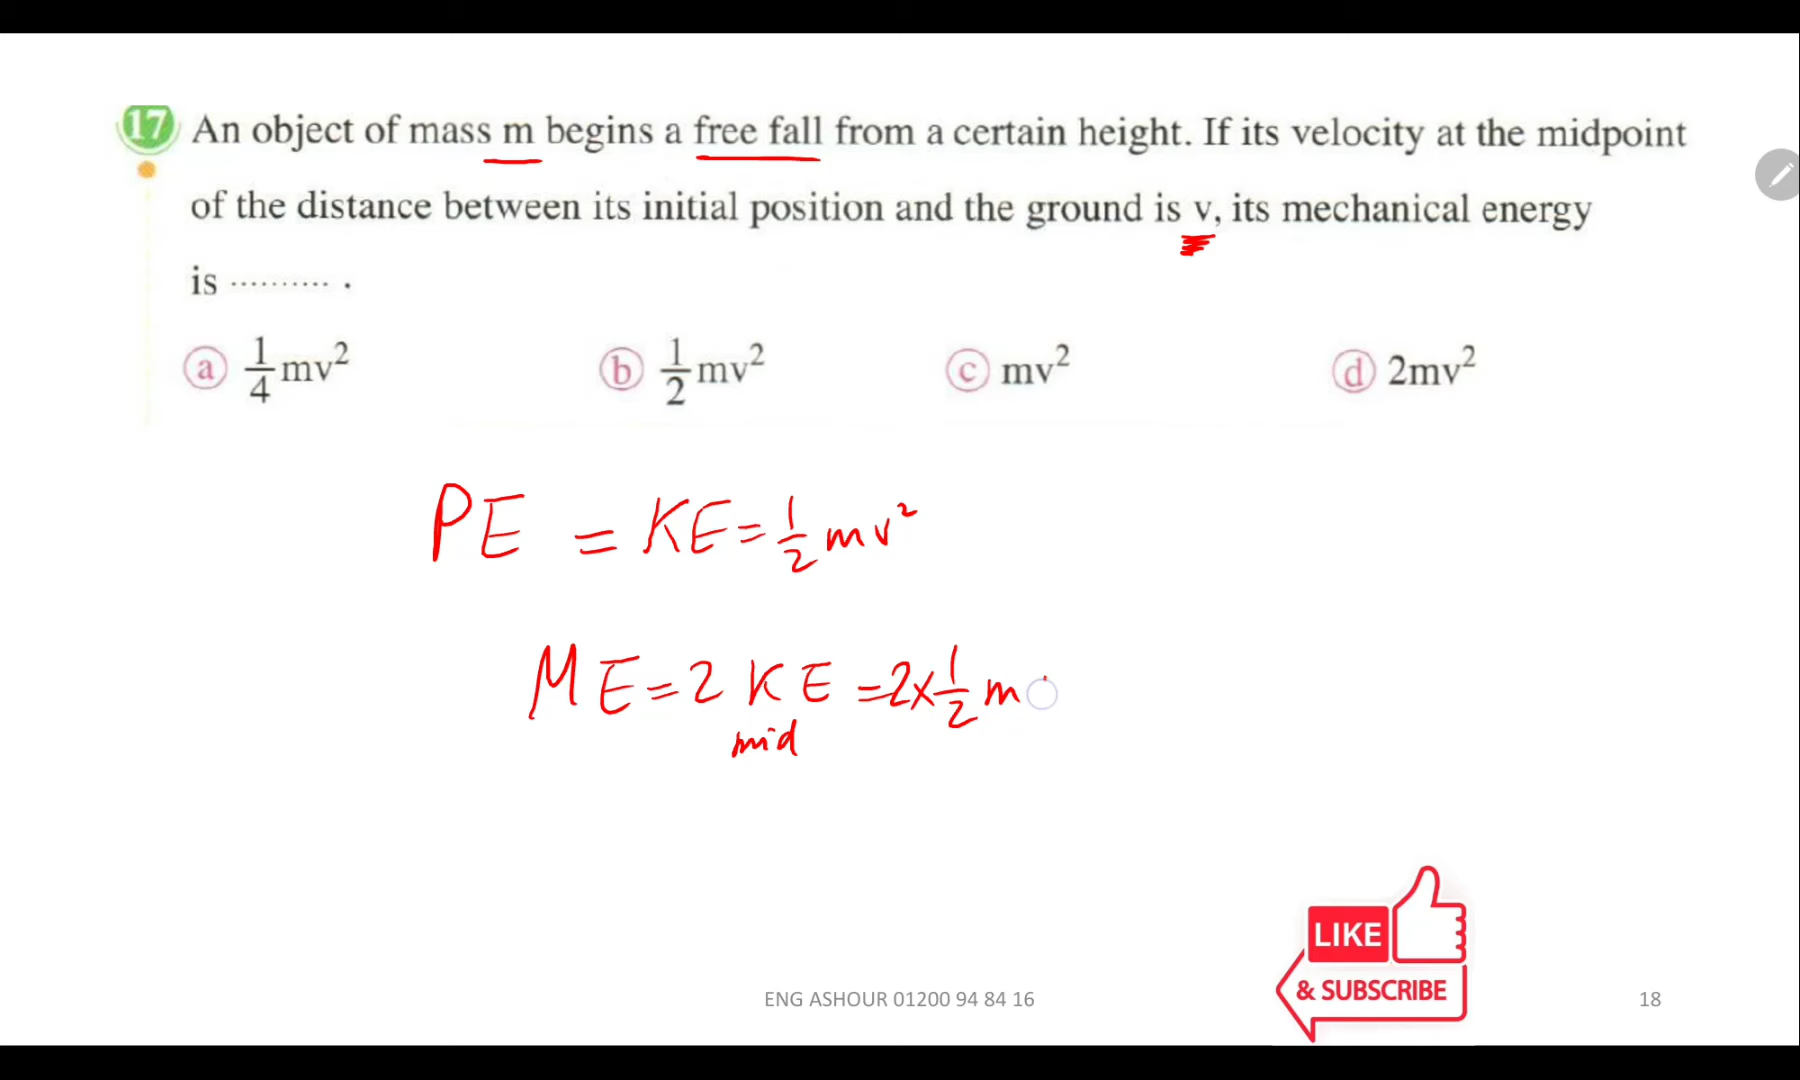 17 An object of mass m begins a free fall from a certain height. If its velocity at the midpoint
of the distance between its initial position and the ground is v, its mechanical energy
is .......... .
a 1/4 mv² b 1/2 mv² c mv² d 2mv²
PE = KE = 1/2 mv²
ME = 2 KE = 2 × 1/2 m
mid
LIKE
& SUBSCRIBE
ENG ASHOUR 01200 94 84 16
18